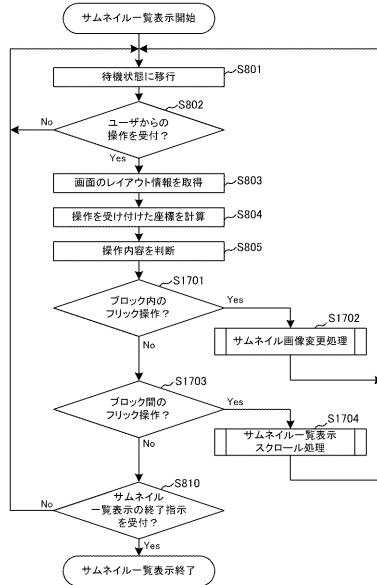 サムネイル一覧表示開始
待機状態に移行
S801
S802
ユーザからの
操作を受付？
No
Yes
画面のレイアウト情報を取得
S803
操作を受け付けた座標を計算
S804
操作内容を判断
S805
S1701
ブロック内の
フリック操作？
Yes
No
S1702
サムネイル画像変更処理
S1703
ブロック間の
フリック操作？
Yes
No
S1704
サムネイル一覧表示
スクロール処理
S810
サムネイル
一覧表示の終了指示
を受付？
No
Yes
サムネイル一覧表示終了